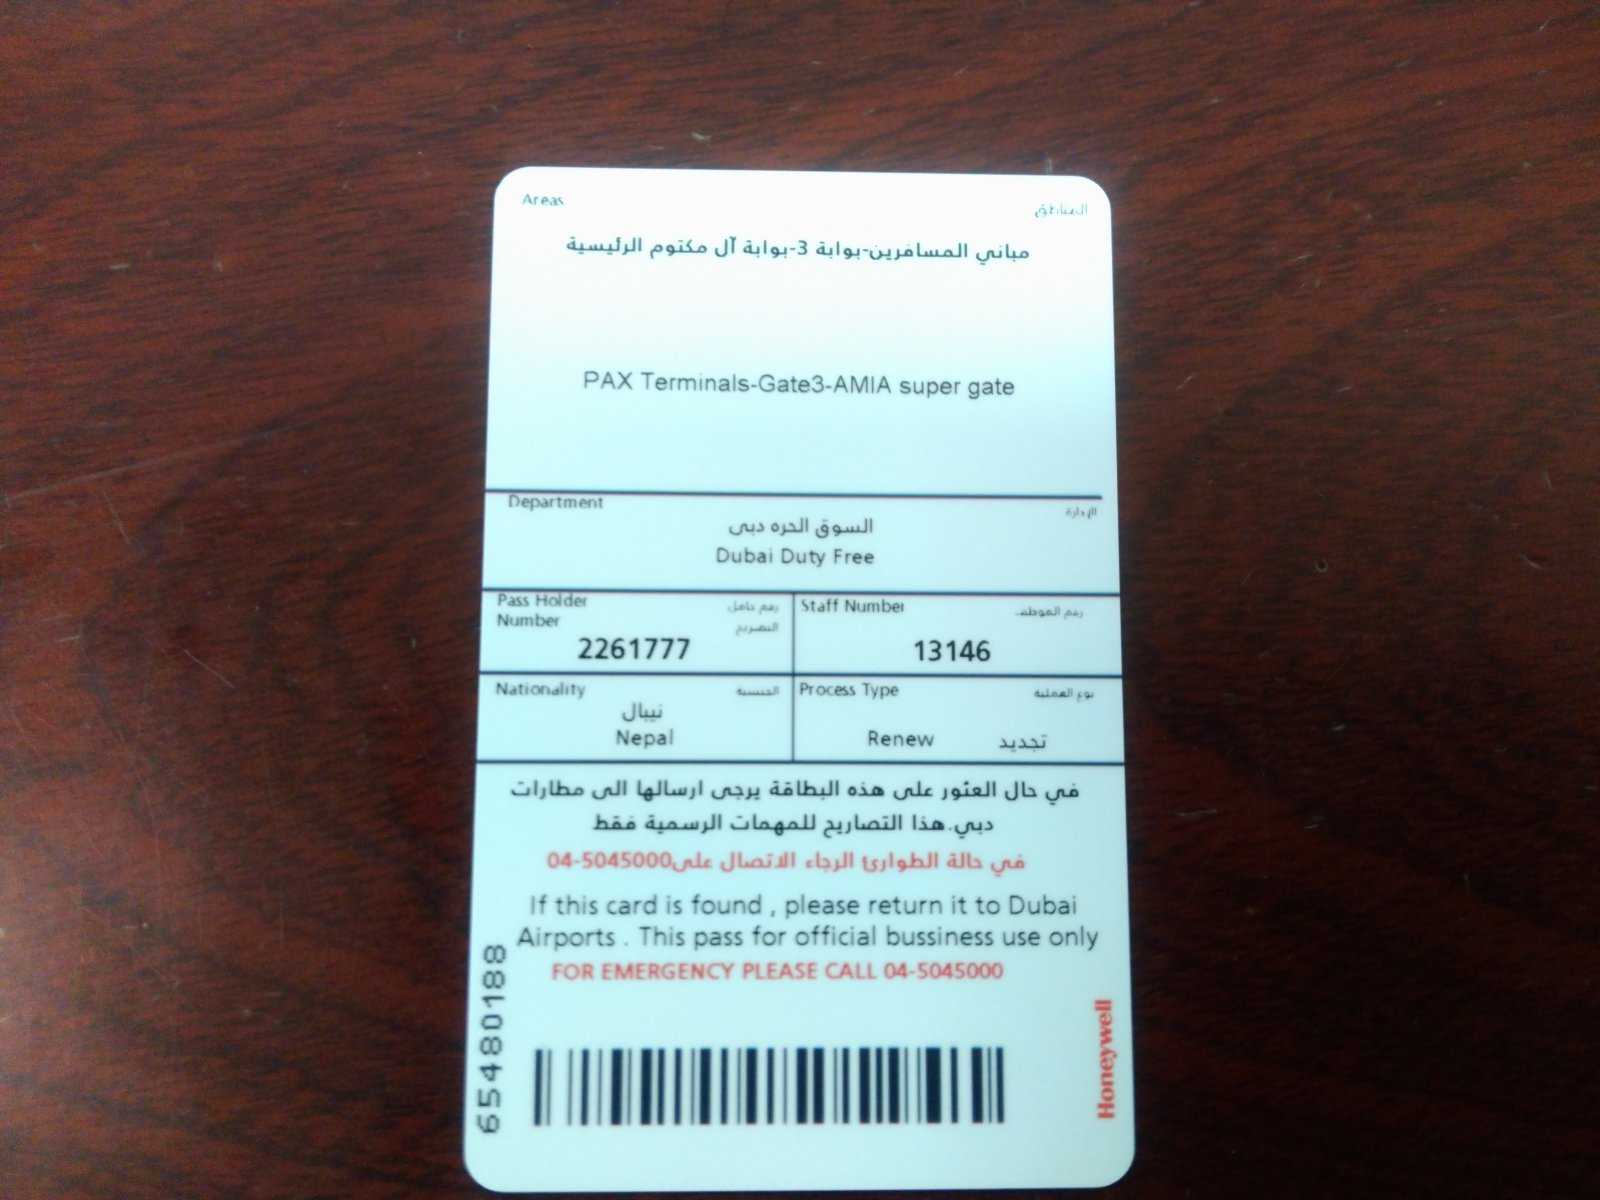 Areas
المناطق
مباني المسافرين-بوابة 3-بوابة آل مكتوم الرئيسية
PAX Terminals-Gate3-AMIA super gate
Department
الإدارة
السوق الحره دبى
Dubai Duty Free
Pass Holder
Number
رقم حامل
التصريح
2261777
Staff Number
رقم الموظف
13146
Nationality
الجنسية
نيبال
Nepal
Process Type
نوع العملية
Renew تجديد
في حال العثور على هذه البطاقة يرجى ارسالها الى مطارات
دبي.هذا التصاريح للمهمات الرسمية فقط
في حالة الطوارئ الرجاء الاتصال على04-5045000
If this card is found , please return it to Dubai
Airports . This pass for official bussiness use only
FOR EMERGENCY PLEASE CALL 04-5045000
65480188
Honeywell